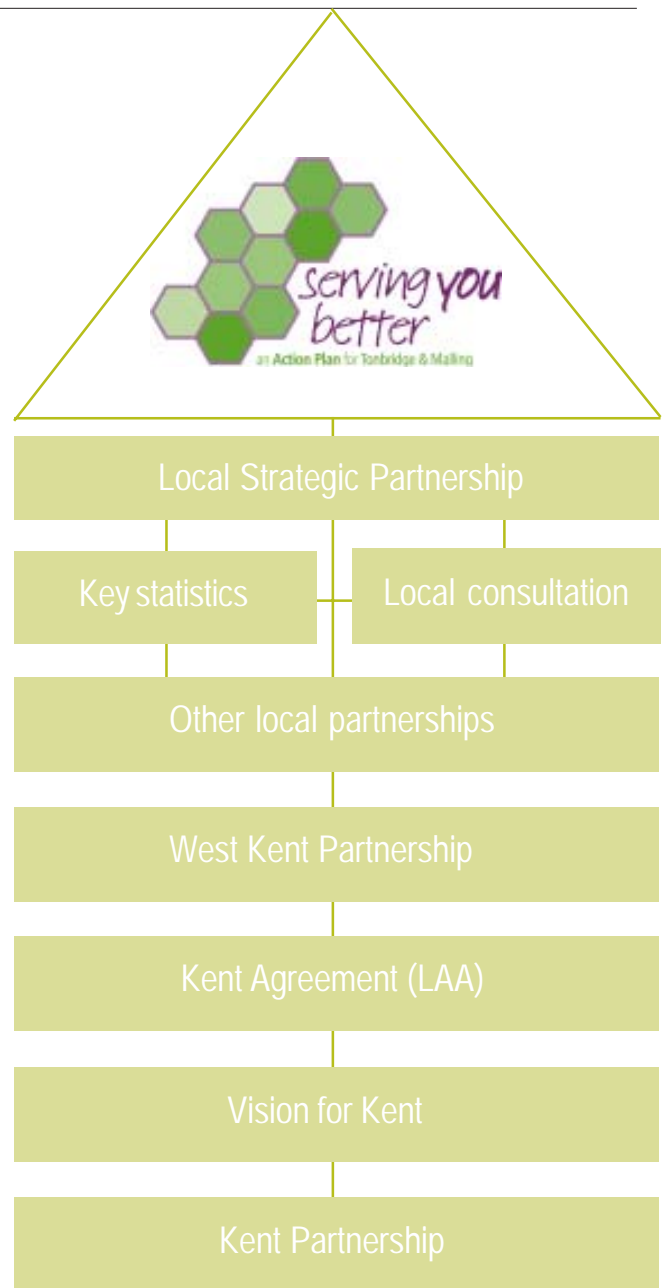 serving you
better
an Action Plan for Tonbridge & Malling
Local Strategic Partnership
Key statistics
Local consultation
Other local partnerships
West Kent Partnership
Kent Agreement (LAA)
Vision for Kent
Kent Partnership